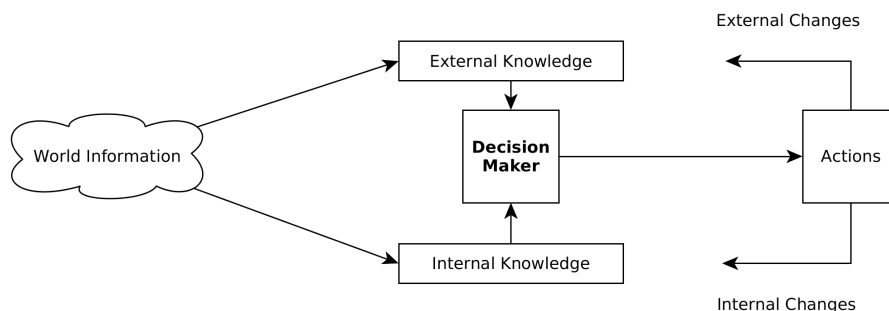 External Changes
External Knowledge
World Information
Decision
Maker
Actions
Internal Knowledge
Internal Changes